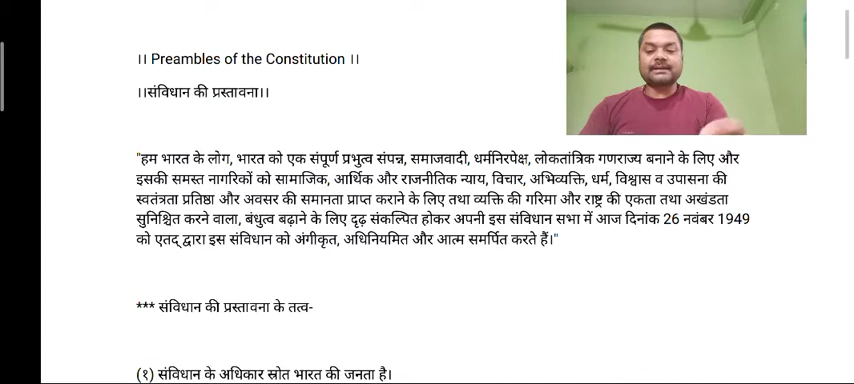 ।। Preambles of the Constitution ।।
।।संविधान की प्रस्तावना।।
"हम भारत के लोग, भारत को एक संपूर्ण प्रभुत्व संपन्न, समाजवादी, धर्मनिरपेक्ष, लोकतांत्रिक गणराज्य बनाने के लिए और
इसकी समस्त नागरिकों को सामाजिक, आर्थिक और राजनीतिक न्याय, विचार, अभिव्यक्ति, धर्म, विश्वास व उपासना की
स्वतंत्रता प्रतिष्ठा और अवसर की समानता प्राप्त कराने के लिए तथा व्यक्ति की गरिमा और राष्ट्र की एकता तथा अखंडता
सुनिश्चित करने वाला, बंधुत्व बढ़ाने के लिए दृढ़ संकल्पित होकर अपनी इस संविधान सभा में आज दिनांक 26 नवंबर 1949
को एतद् द्वारा इस संविधान को अंगीकृत, अधिनियमित और आत्म समर्पित करते हैं।"
*** संविधान की प्रस्तावना के तत्व-
(१) संविधान के अधिकार स्रोत भारत की जनता है।